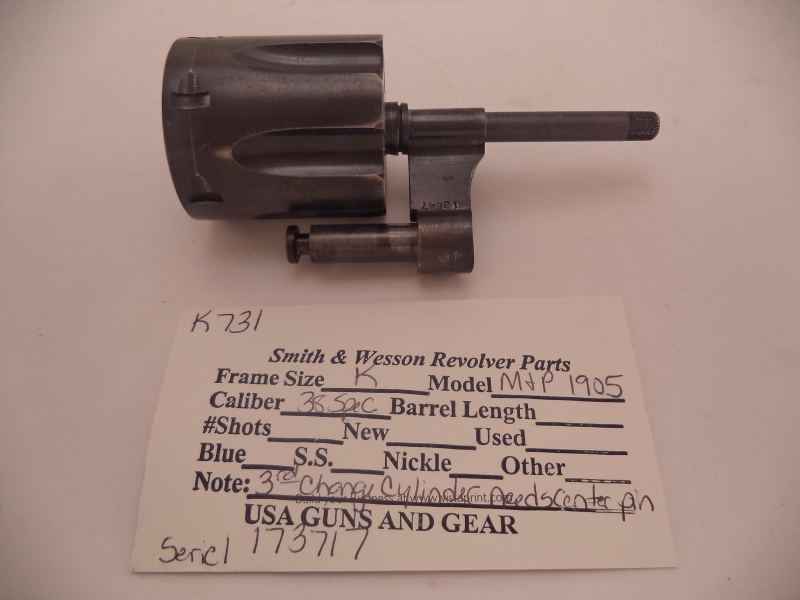 13047
K731
Smith & Wesson Revolver Parts
Frame Size K Model M+P 1905
Caliber 38 Spec Barrel Length
#Shots New Used
Blue S.S. Nickle Other
Note: 3rd Change Cylinder needs center pin
USA GUNS AND GEAR
Serial 173717